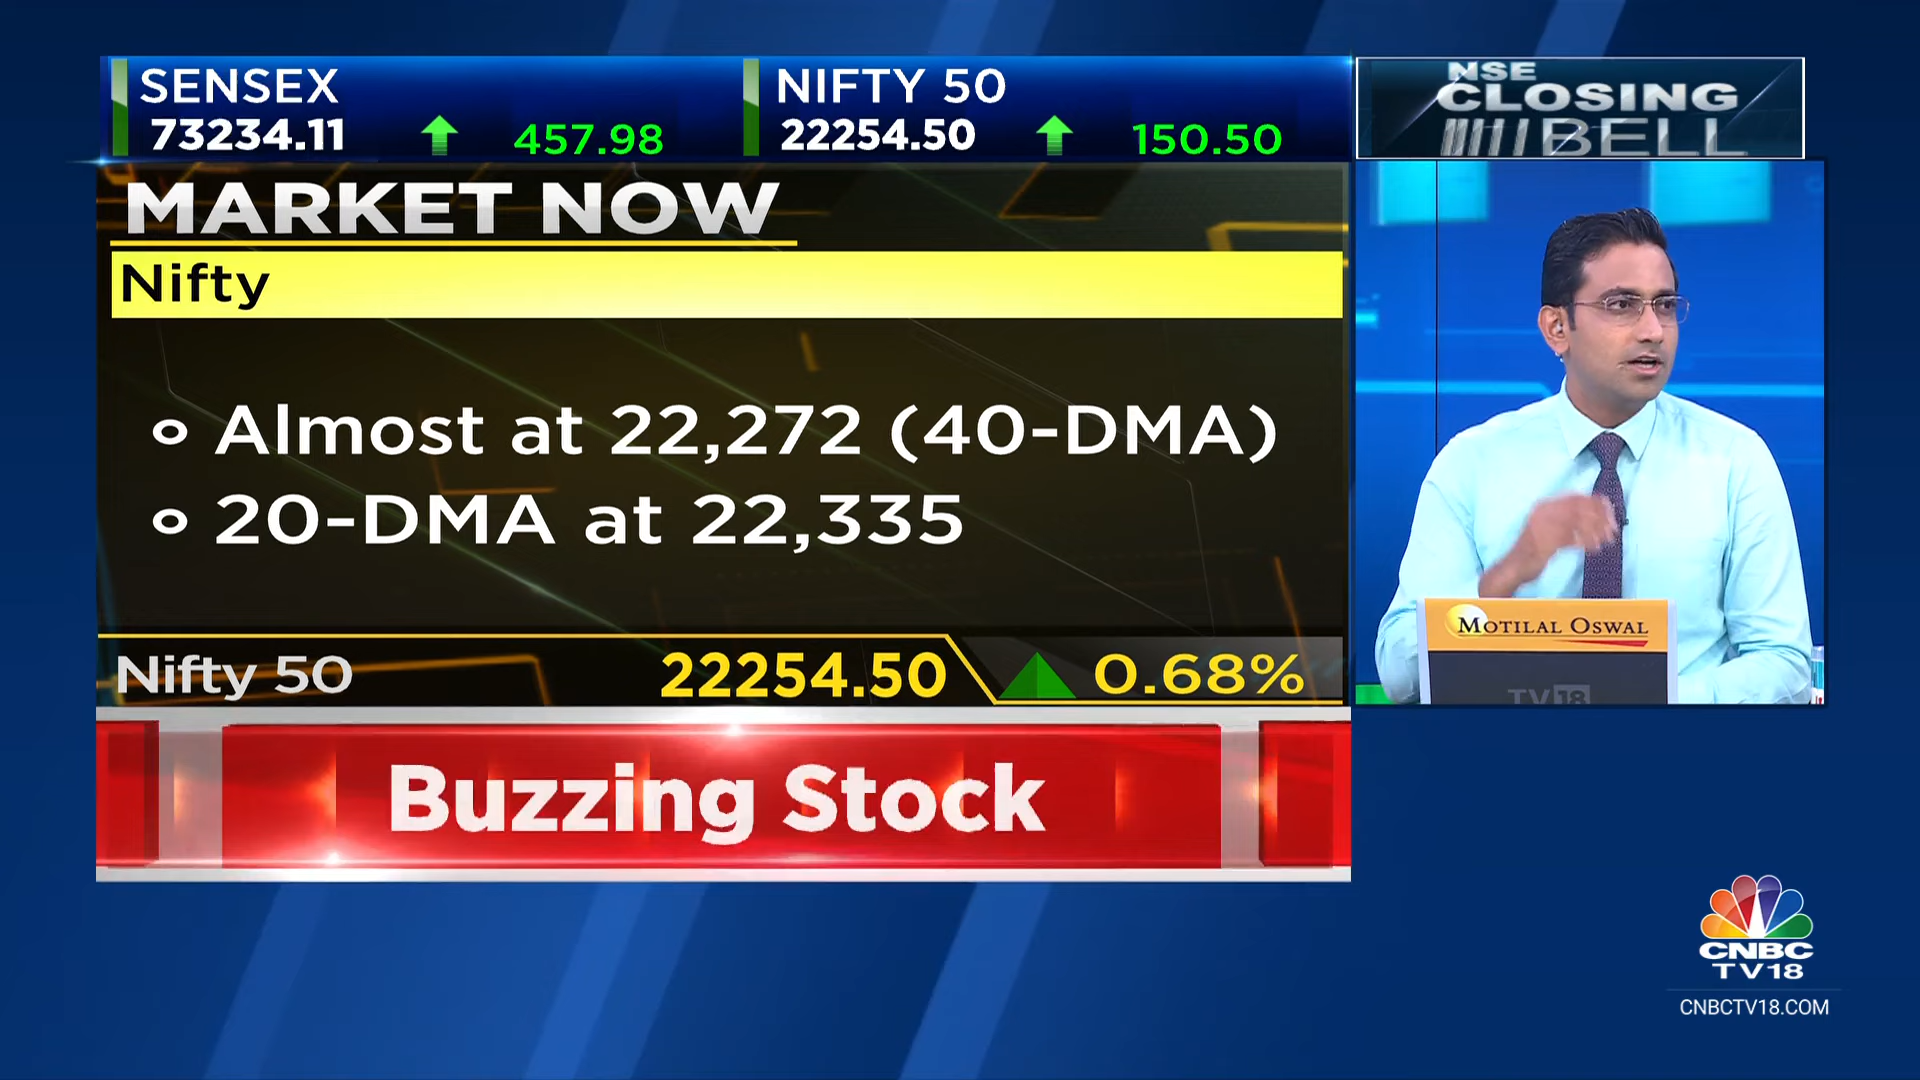 SENSEX
73234.11 457.98
NIFTY 50
22254.50 150.50
NSE
CLOSING
BELL
MARKET NOW
Nifty
Almost at 22,272 (40-DMA)
20-DMA at 22,335
Nifty 50 22254.50 0.68%
MOTILAL OSWAL
TV18
Buzzing Stock
CNBC
TV18
CNBCTV18.COM